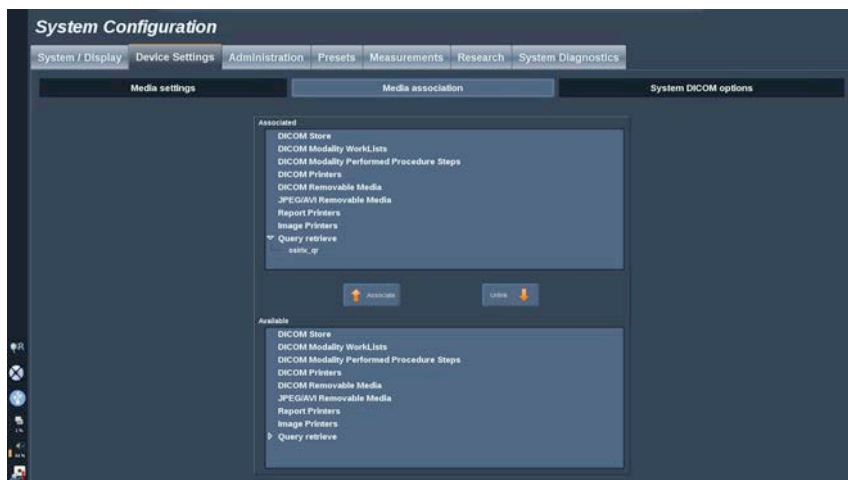 System Configuration
System / Display Device Settings Administration Presets Measurements Research System Diagnostics
Media settings Media association System DICOM options
Associated
DICOM Store
DICOM Modality WorkLists
DICOM Modality Performed Procedure Steps
DICOM Printers
DICOM Removable Media
JPEG/AVI Removable Media
Report Printers
Image Printers
Query retrieve
osirix_qr
Associate Unlink
Available
DICOM Store
DICOM Modality WorkLists
DICOM Modality Performed Procedure Steps
DICOM Printers
DICOM Removable Media
JPEG/AVI Removable Media
Report Printers
Image Printers
Query retrieve